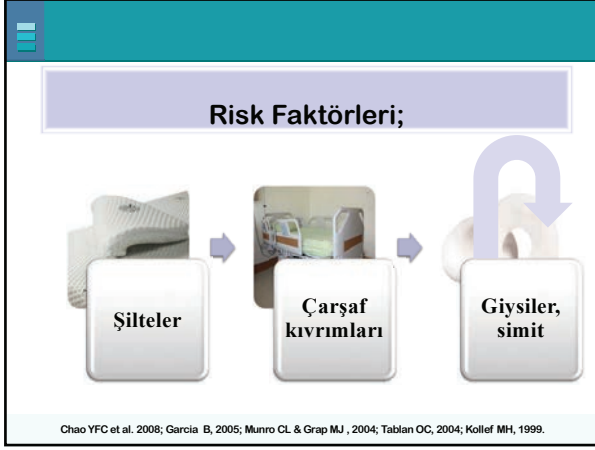 Risk Faktörleri;
Şilteler
Çarşaf
kıvrımları
Giysiler,
simit
Chao YFC et al. 2008; Garcia B, 2005; Munro CL & Grap MJ , 2004; Tablan OC, 2004; Kollef MH, 1999.